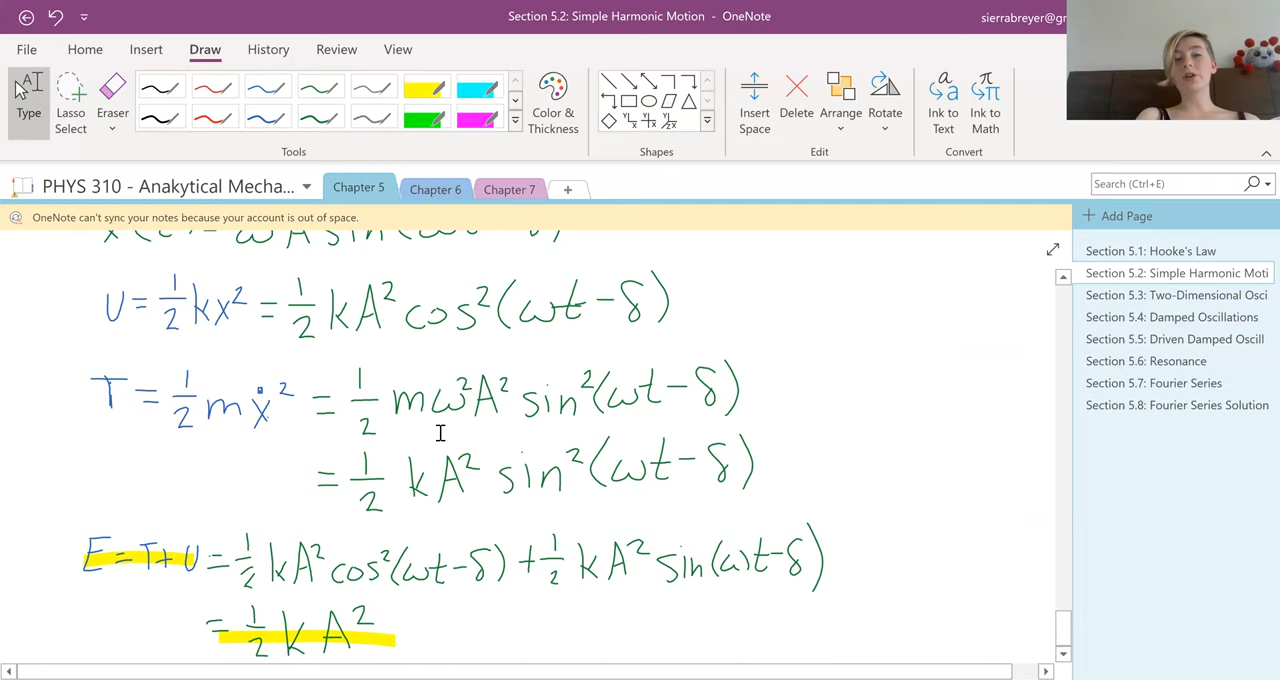 Section 5.2: Simple Harmonic Motion - OneNote
sierrabreyer@gr
File Home Insert Draw History Review View
Type
Lasso Select
Eraser
Color & Thickness
Insert Space
Delete
Arrange
Rotate
Ink to Text
Ink to Math
Tools
Shapes
Edit
Convert
PHYS 310 - Anakytical Mecha...
Chapter 5
Chapter 6
Chapter 7
Search (Ctrl+E)
OneNote can't sync your notes because your account is out of space.
Add Page
Section 5.1: Hooke's Law
Section 5.2: Simple Harmonic Moti
Section 5.3: Two-Dimensional Osci
Section 5.4: Damped Oscillations
Section 5.5: Driven Damped Oscill
Section 5.6: Resonance
Section 5.7: Fourier Series
Section 5.8: Fourier Series Solution
U = 1/2 kx² = 1/2 kA² cos²(ωt - δ)
T = 1/2 mẋ² = 1/2 mω²A² sin²(ωt - δ)
= 1/2 kA² sin²(ωt - δ)
E = T + U = 1/2 kA² cos²(ωt - δ) + 1/2 kA² sin(ωt - δ)
= 1/2 kA²